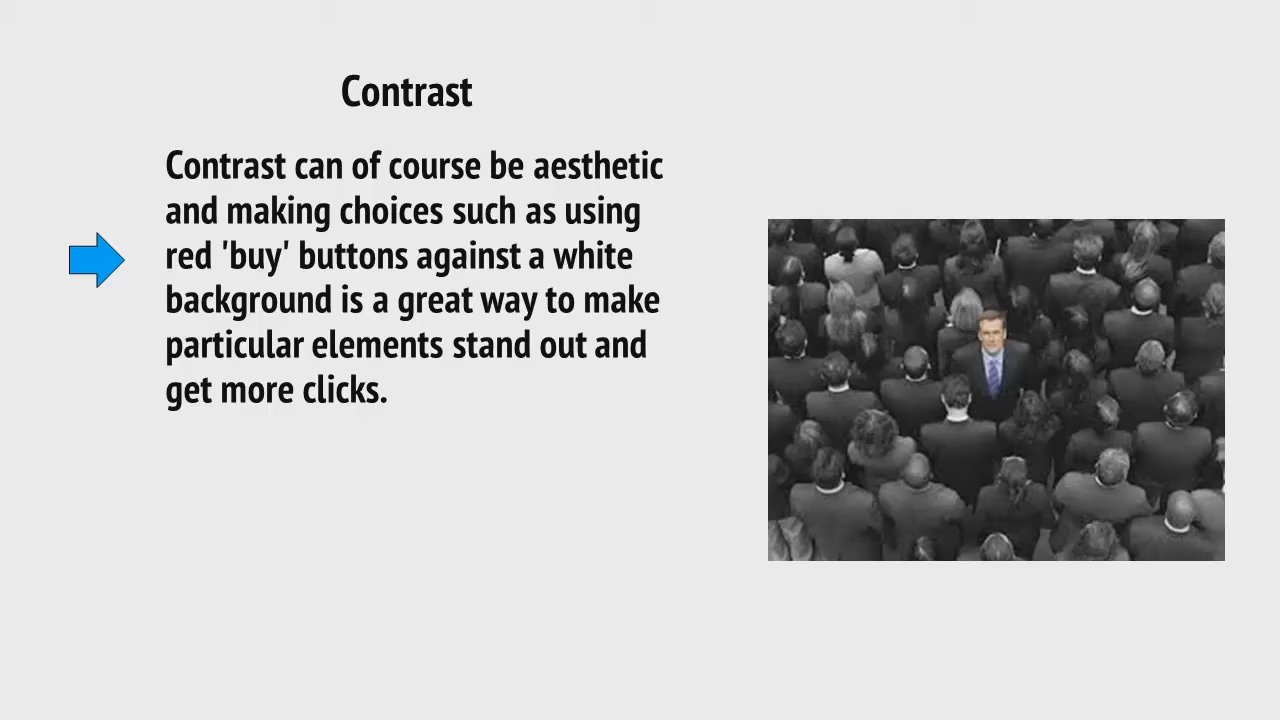 Contrast
Contrast can of course be aesthetic
and making choices such as using
red 'buy' buttons against a white
background is a great way to make
particular elements stand out and
get more clicks.